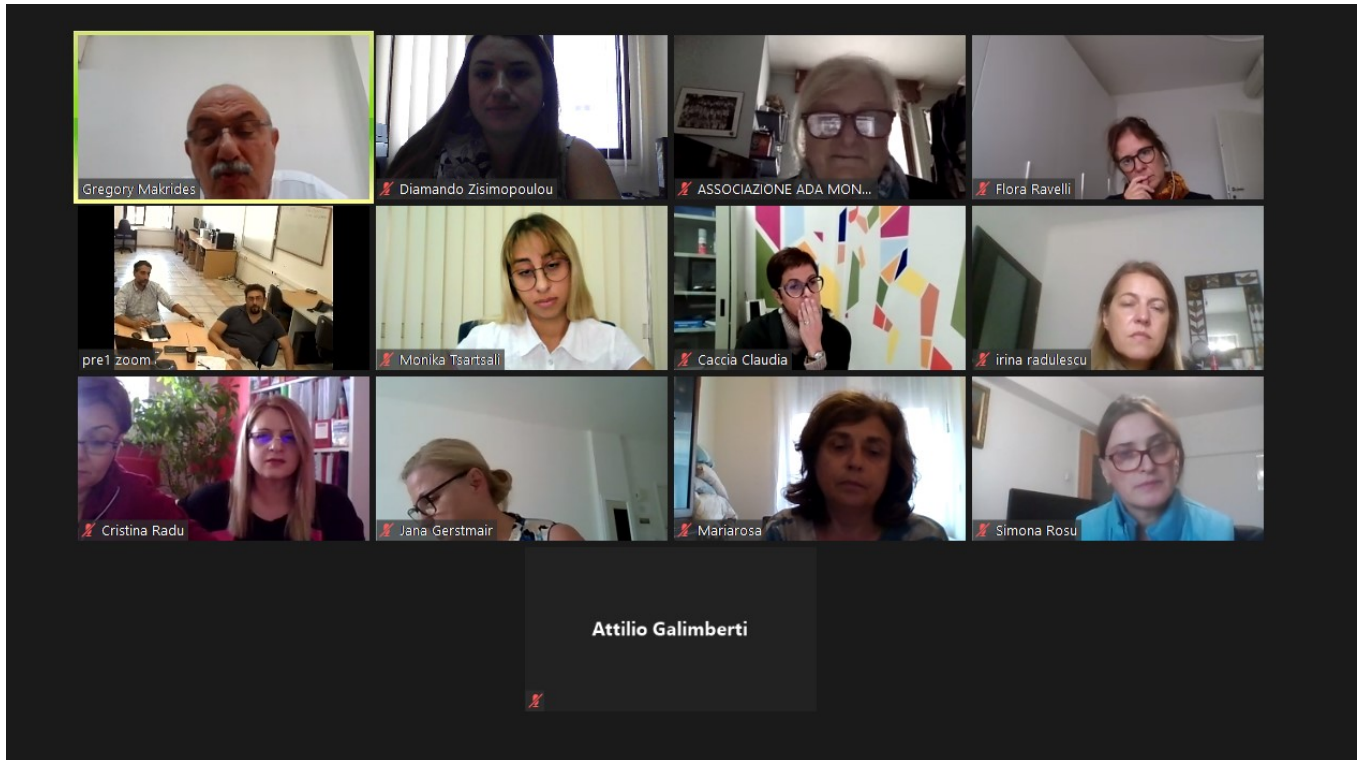 Gregory Makrides
Diamando Zisimopoulou
ASSOCIAZIONE ADA MON...
Flora Ravelli
pre1 zoom
Monika Tsartsali
Caccia Claudia
irina radulescu
Cristina Radu
Jana Gerstmair
Mariarosa
Simona Rosu
Attilio Galimberti